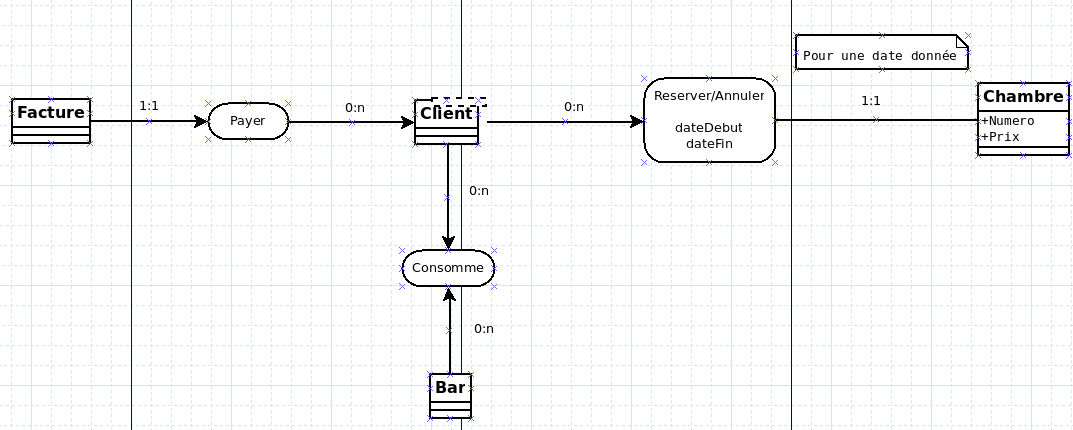 Pour une date donnée
Facture
1:1
Payer
0:n
Client
0:n
Reserver/Annuler
dateDebut
dateFin
1:1
Chambre
+Numero
+Prix
0:n
Consomme
0:n
Bar